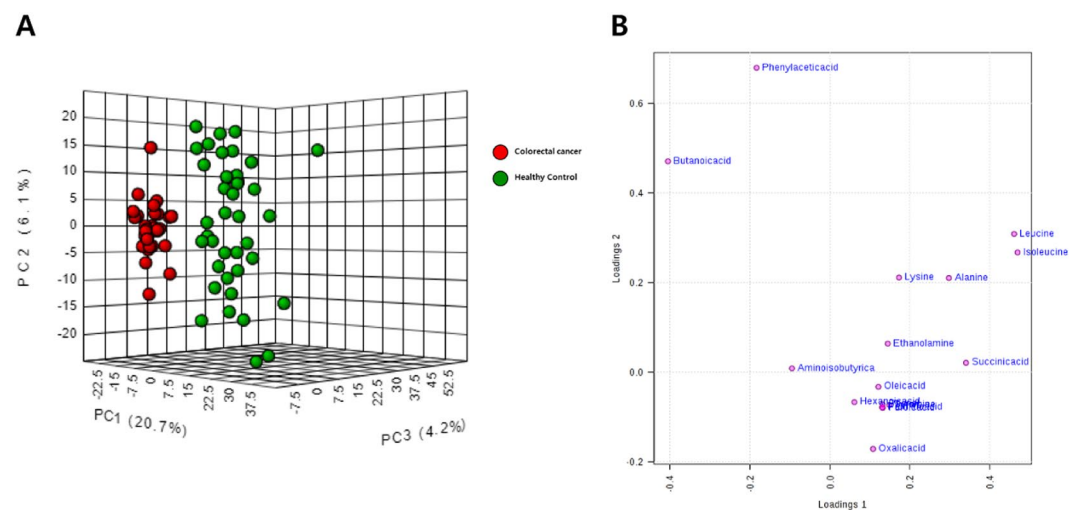 A
B
20
15
10
5
0
-5
-10
-15
-20
PC 2 ( 6.1%)
-22.5
-15
-7.5
0
7.5
15
22.5
30
37.5
PC1 (20.7%)
-7.5
0
7.5
15
22.5
30
37.5
45
52.5
PC3 (4.2%)
Colorectal cancer
Healthy Control
Loadings 2
0.6
0.4
0.2
0.0
-0.2
Phenylaceticacid
Butanoicacid
Leucine
Isoleucine
Lysine
Alanine
Ethanolamine
Succinicacid
Aminoisobutyrica
Oleicacid
Hexanoicacid
Oxalicacid
-0.4
-0.2
0.0
0.2
0.4
Loadings 1